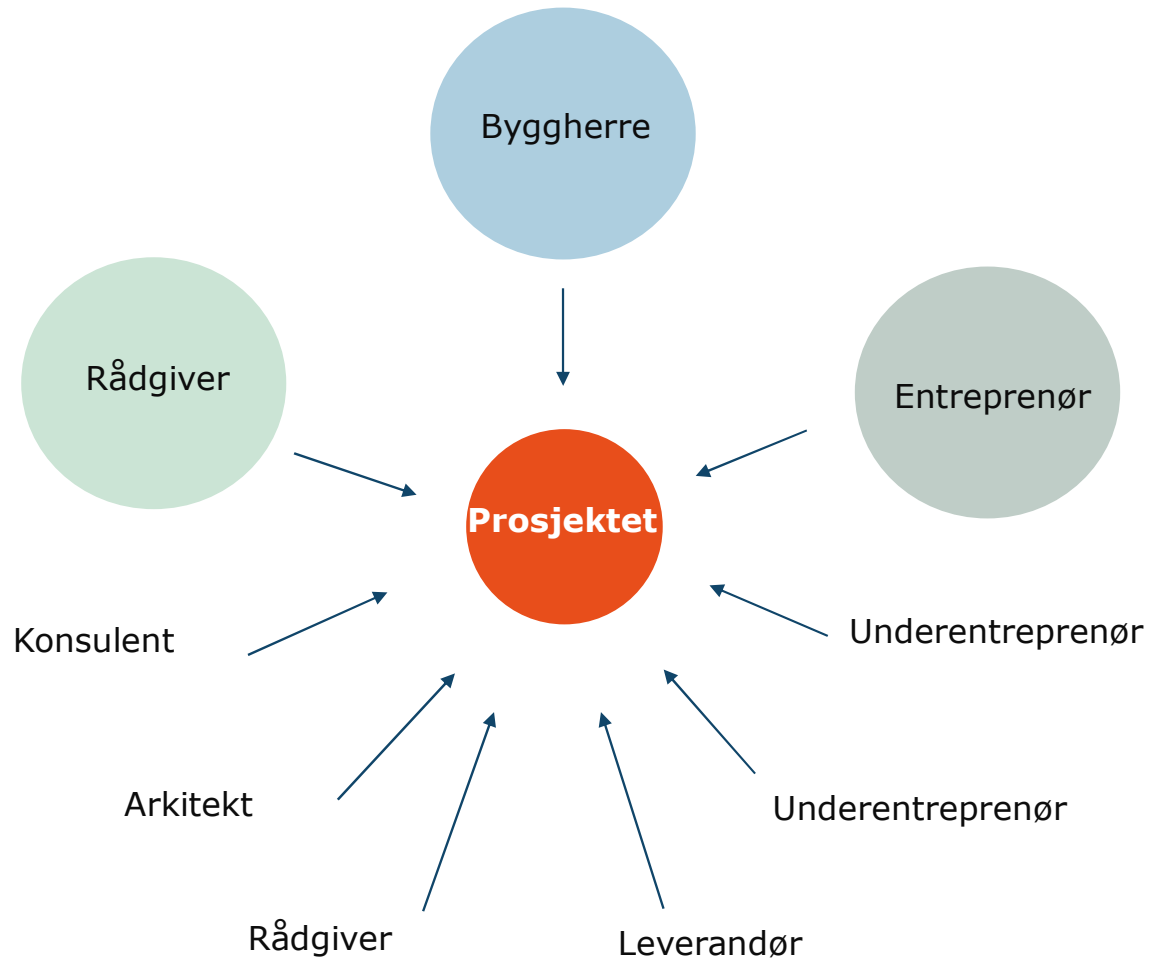 Byggherre
Rådgiver
Entreprenør
Prosjektet
Konsulent
Underentreprenør
Arkitekt
Underentreprenør
Rådgiver
Leverandør